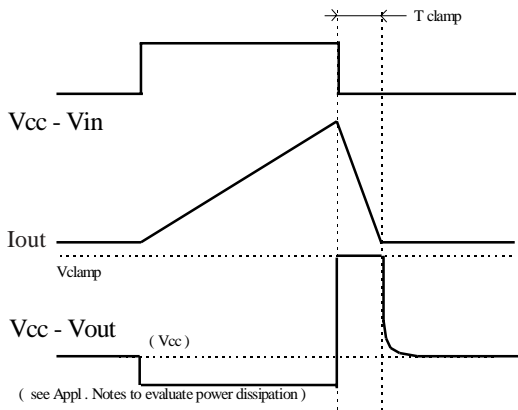 T clamp
Vcc - Vin
Iout
Vclamp
Vcc - Vout
( Vcc )
( see Appl . Notes to evaluate power dissipation )